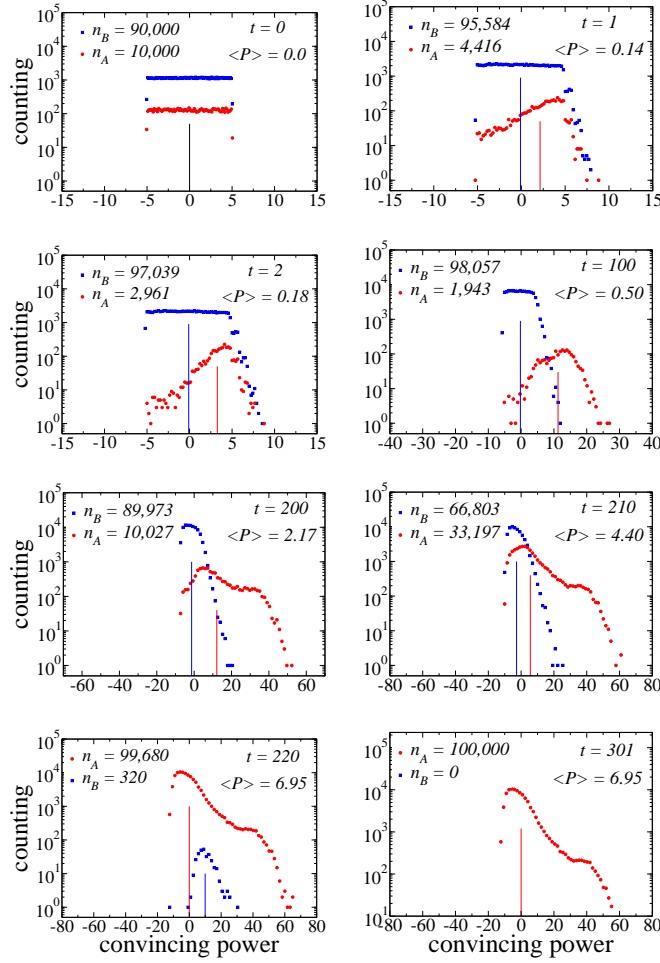 n_B = 90,000 t = 0
n_A = 10,000 <P> = 0.0
counting
10^5
10^4
10^3
10^2
10^1
10^0
-15 -10 -5 0 5 10 15
n_B = 95,584 t = 1
n_A = 4,416 <P> = 0.14
10^5
10^4
10^3
10^2
10^1
10^0
-15 -10 -5 0 5 10 15
n_B = 97,039 t = 2
n_A = 2,961 <P> = 0.18
counting
10^5
10^4
10^3
10^2
10^1
10^0
-15 -10 -5 0 5 10 15
n_B = 98,057 t = 100
n_A = 1,943 <P> = 0.50
10^5
10^4
10^3
10^2
10^1
10^0
-40 -30 -20 -10 0 10 20 30 40
n_B = 89,973 t = 200
n_A = 10,027 <P> = 2.17
counting
10^5
10^4
10^3
10^2
10^1
10^0
-60 -40 -20 0 20 40 60
n_B = 66,803 t = 210
n_A = 33,197 <P> = 4.40
10^5
10^4
10^3
10^2
10^1
10^0
-80 -60 -40 -20 0 20 40 60 80
n_A = 99,680 t = 220
n_B = 320 <P> = 6.95
counting
10^5
10^4
10^3
10^2
10^1
10^0
-80 -60 -40 -20 0 20 40 60 80
convincing power
n_A = 100,000 t = 301
n_B = 0 <P> = 6.95
10^5
10^4
10^3
10^2
10^1
-80 -60 -40 -20 0 20 40 60 80
convincing power